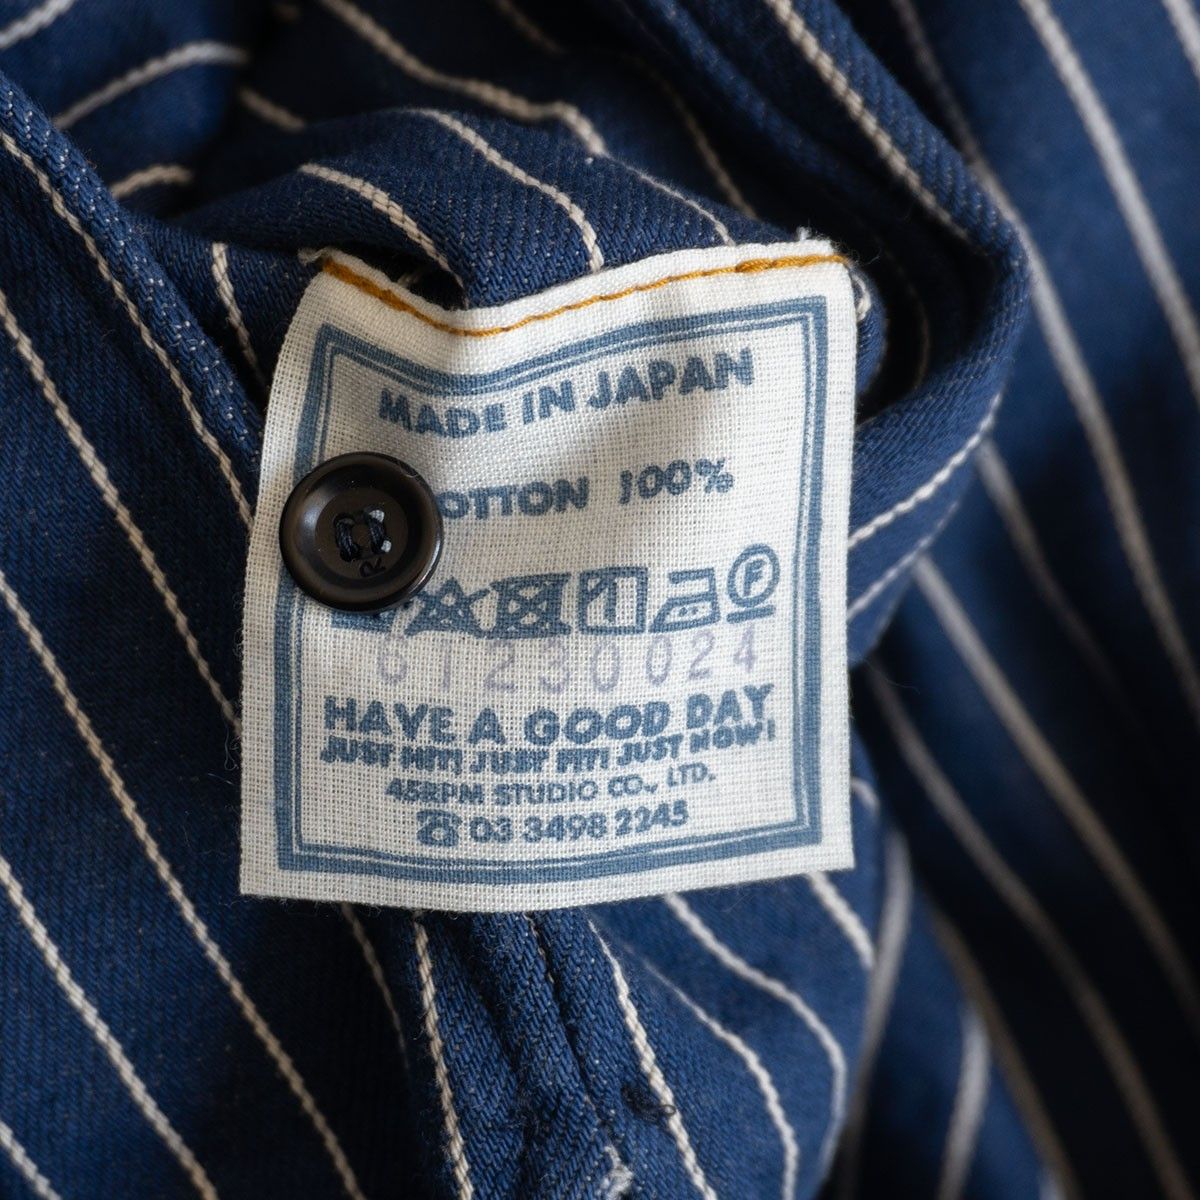 MADE IN JAPAN
COTTON 100%
F
61230024
HAVE A GOOD DAY
JUST HIT! JUST FIT! JUST NOW!
45RPM STUDIO CO., LTD.
☎ 03 3498 2245
R